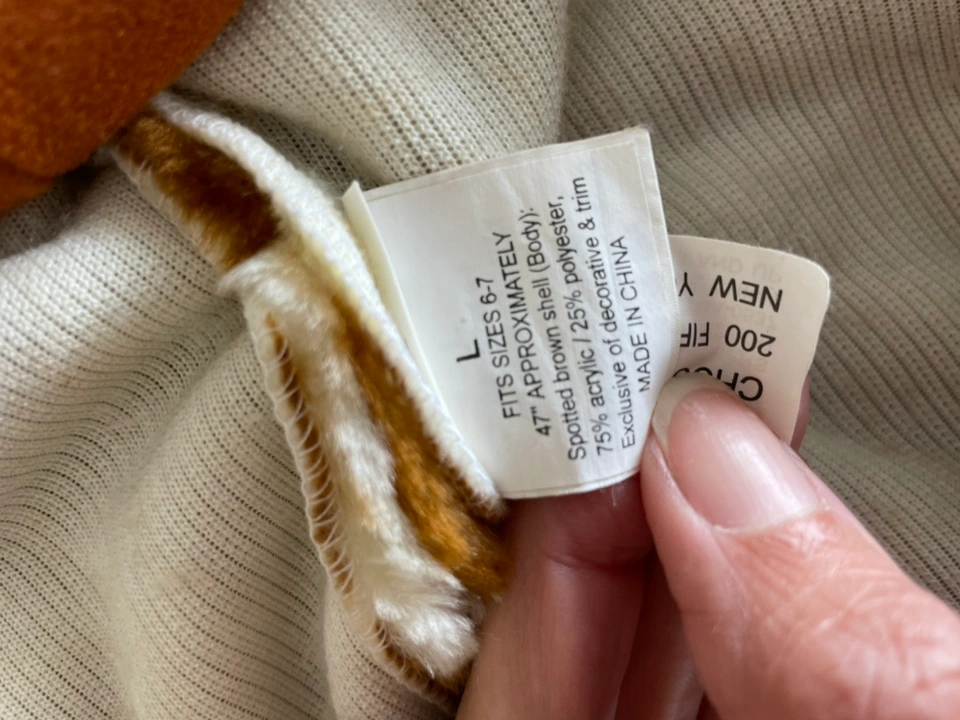 L
FITS SIZES 6-7
47" APPROXIMATELY
Spotted brown shell (Body):
75% acrylic / 25% polyester,
Exclusive of decorative & trim
MADE IN CHINA
200
NEW